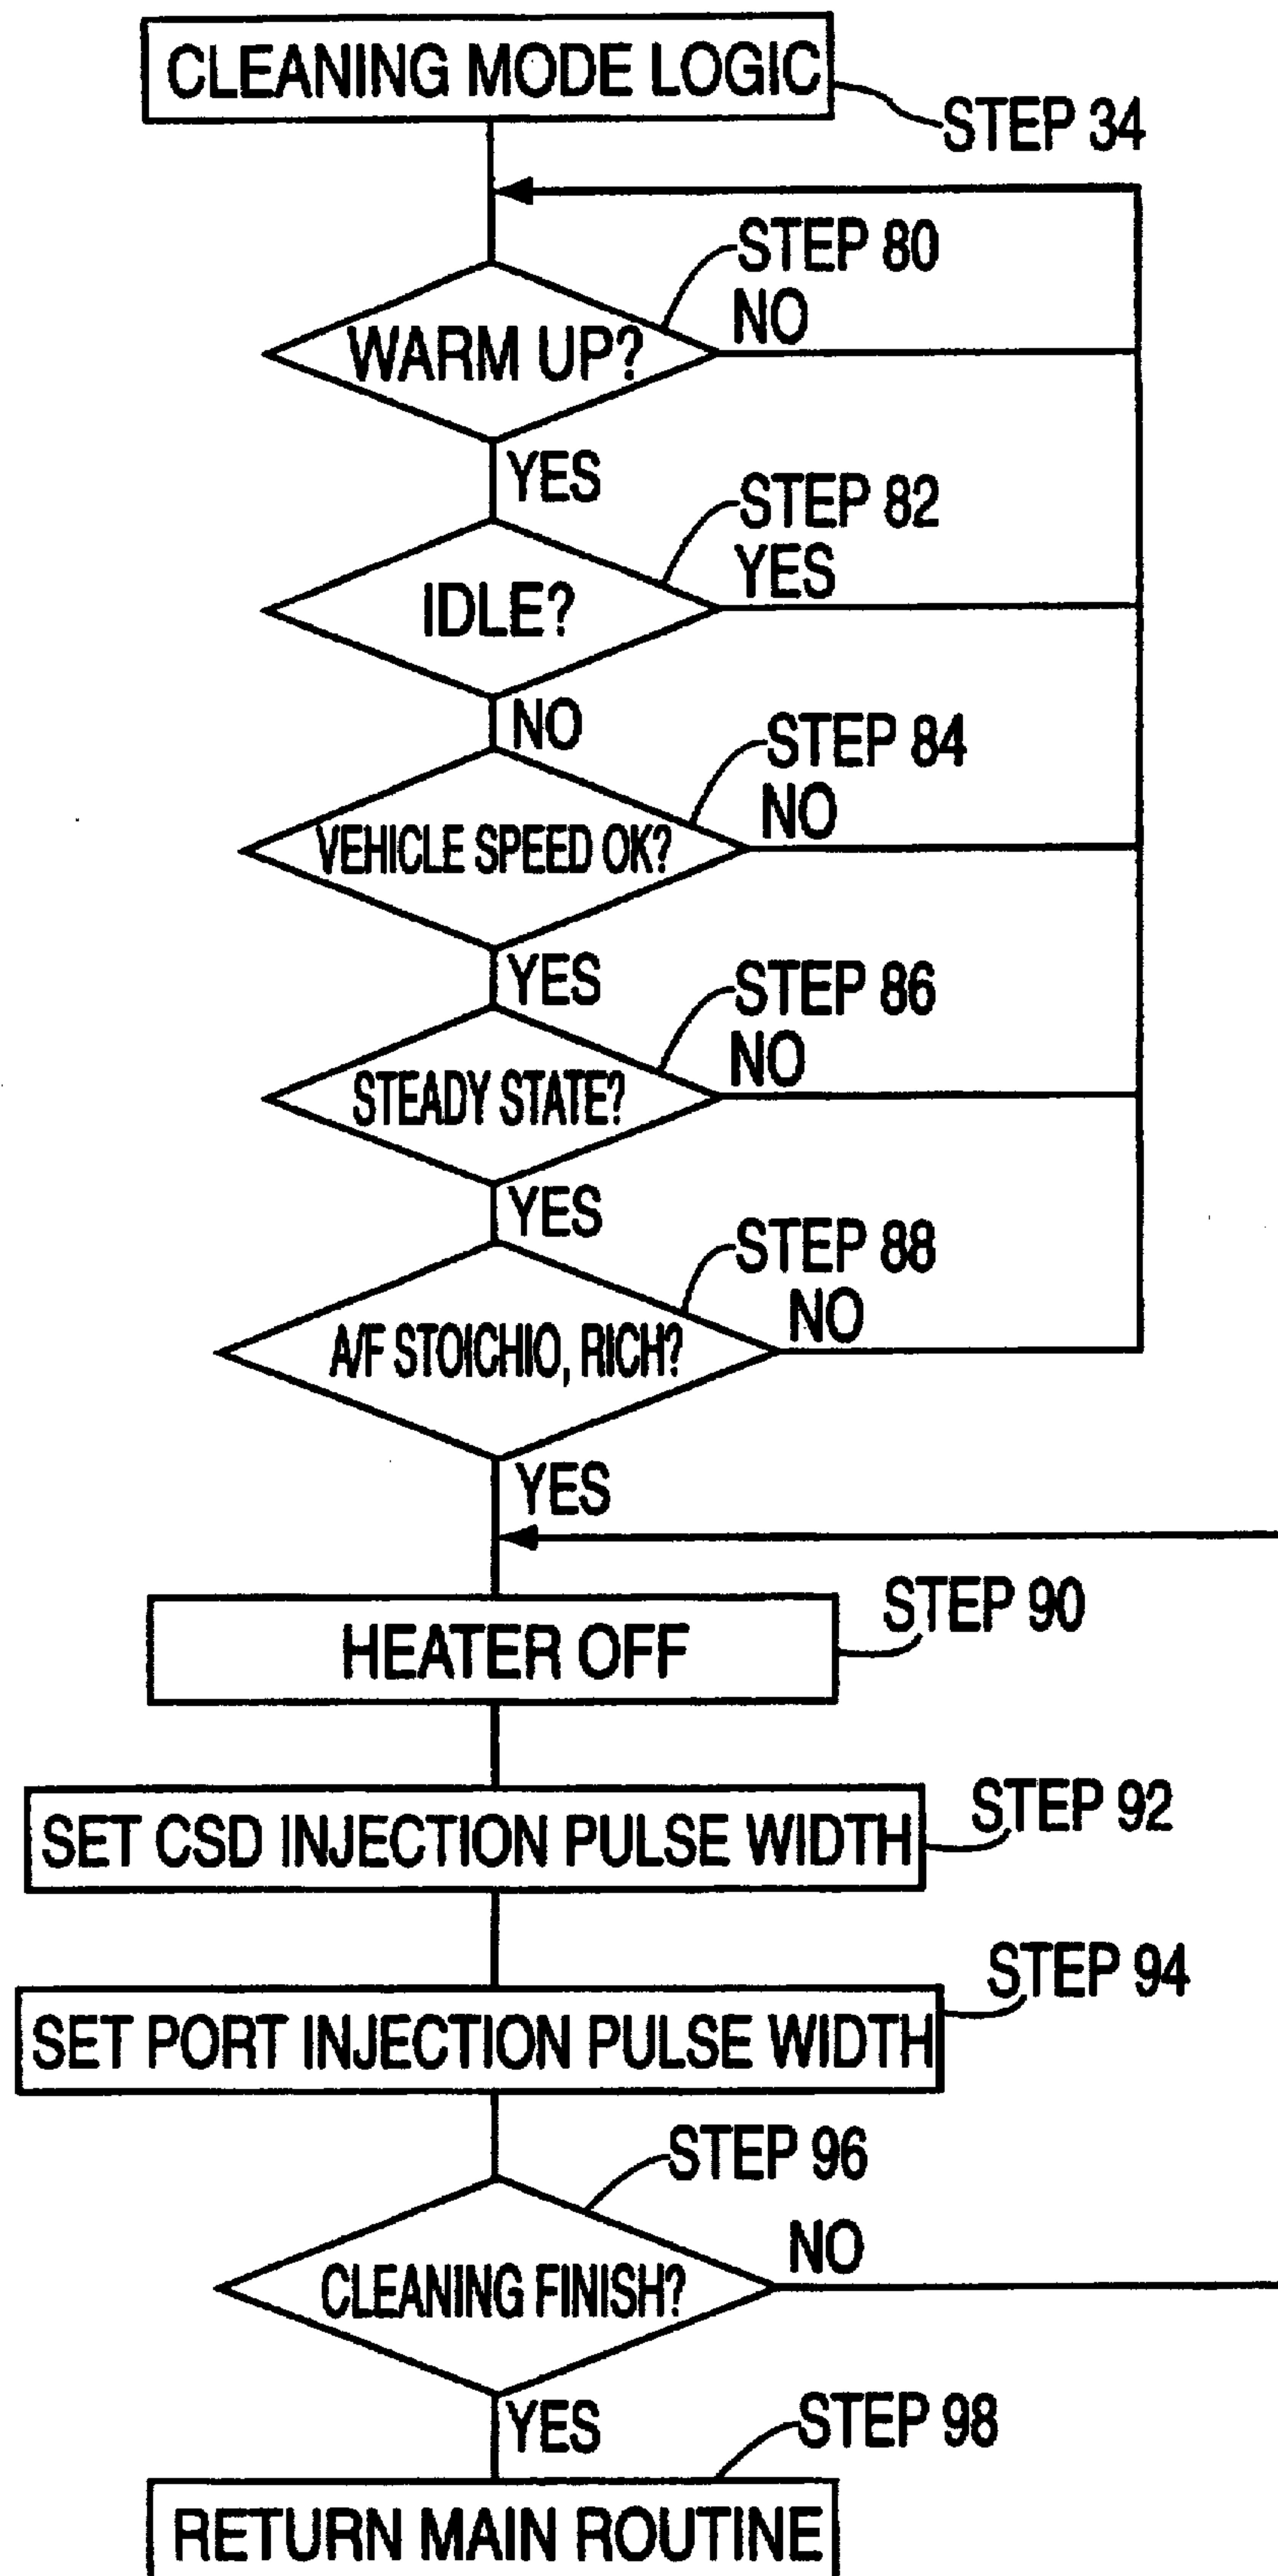 CLEANING MODE LOGIC
STEP 34
STEP 80
NO
WARM UP?
YES
STEP 82
YES
IDLE?
NO
STEP 84
NO
VEHICLE SPEED OK?
YES
STEP 86
NO
STEADY STATE?
YES
STEP 88
NO
A/F STOICHIO, RICH?
YES
STEP 90
HEATER OFF
STEP 92
SET CSD INJECTION PULSE WIDTH
STEP 94
SET PORT INJECTION PULSE WIDTH
STEP 96
NO
CLEANING FINISH?
YES
STEP 98
RETURN MAIN ROUTINE